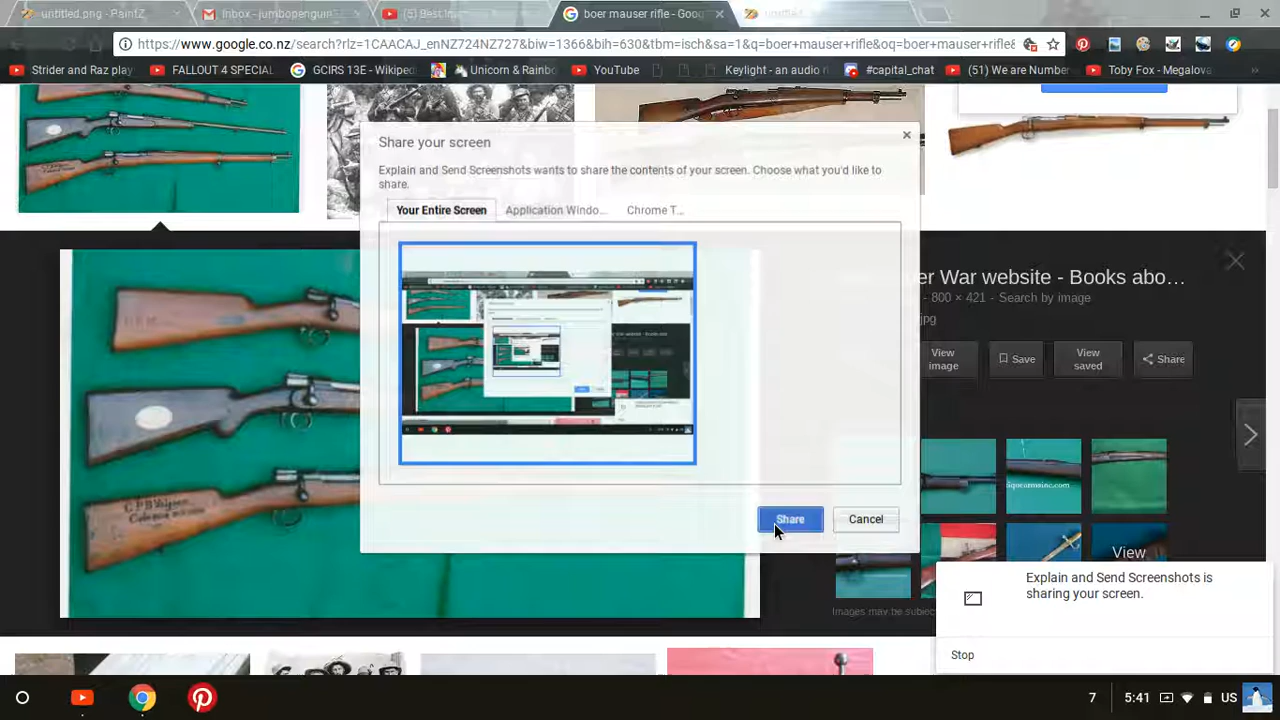 untitled.png - PaintZ
Inbox - jumbopenguin
(5) Best
boer mauser rifle - Goog
untitled
https://www.google.co.nz/search?rlz=1CAACAJ_enNZ724NZ727&biw=1366&bih=630&tbm=isch&sa=1&q=boer+mauser+rifle&oq=boer+mauser+rifle&
Strider and Raz play
FALLOUT 4 SPECIAL
GCIRS 13E - Wikiped
Unicorn & Rainbo
YouTube
Keylight - an audio ri
#capital_chat
(51) We are Number
Toby Fox - Megalova
Share your screen
Explain and Send Screenshots wants to share the contents of your screen. Choose what you'd like to
share.
Your Entire Screen
Application Windo...
Chrome T...
Share
Cancel
er War website - Books abo...
- 800 × 421 - Search by image
jpg
View
image
Save
View
saved
Share
View
Images may be subjec
Explain and Send Screenshots is
sharing your screen.
Stop
7
5:41
US